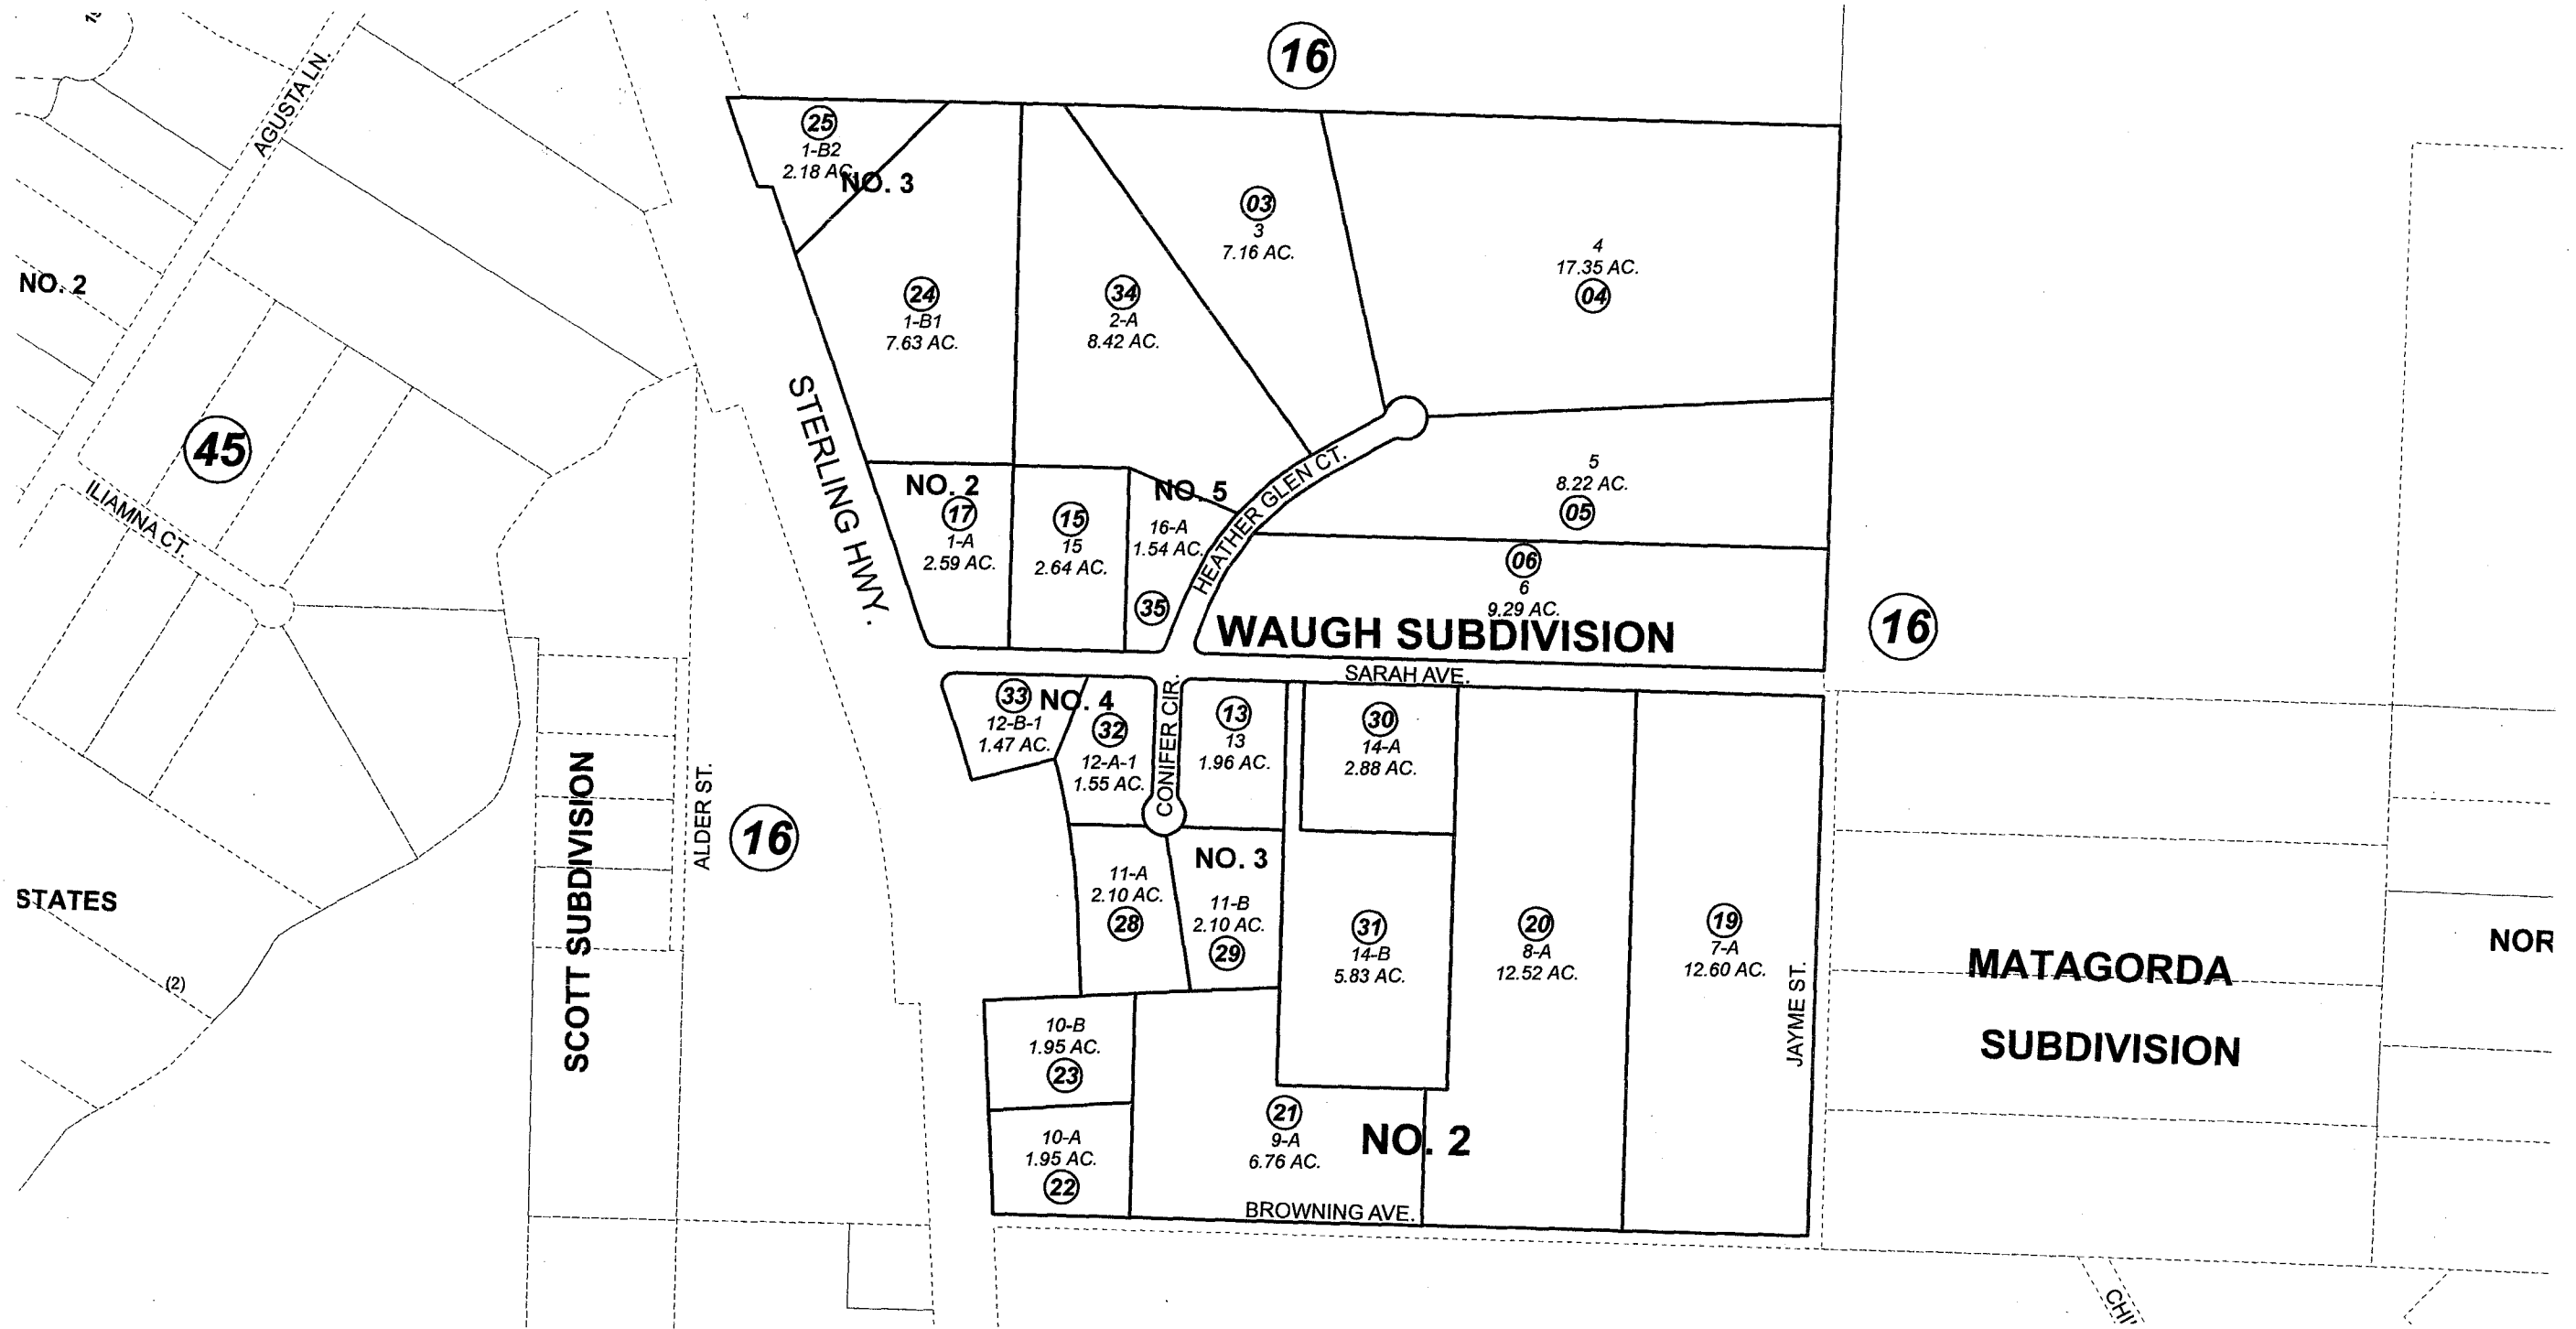 16
AGUSTA LN.
25
1-B2
2.18 AC.
NO. 3
03
3
7.16 AC.
4
17.35 AC.
04
NO. 2
24
1-B1
7.63 AC.
34
2-A
8.42 AC.
45
STERLING HWY.
ILIAMNA CT.
NO. 2
17
1-A
2.59 AC.
15
15
2.64 AC.
NO. 5
16-A
1.54 AC.
35
HEATHER GLEN CT.
5
8.22 AC.
05
06
6
9.29 AC.
WAUGH SUBDIVISION
16
SARAH AVE.
33
12-B-1
1.47 AC.
NO. 4
32
12-A-1
1.55 AC.
CONIFER CIR.
13
13
1.96 AC.
30
14-A
2.88 AC.
SCOTT SUBDIVISION
ALDER ST.
16
NO. 3
11-A
2.10 AC.
28
11-B
2.10 AC.
29
31
14-B
5.83 AC.
20
8-A
12.52 AC.
19
7-A
12.60 AC.
JAYME ST.
MATAGORDA
SUBDIVISION
NOR
STATES
(2)
10-B
1.95 AC.
23
10-A
1.95 AC.
22
21
9-A
6.76 AC.
NO. 2
BROWNING AVE.